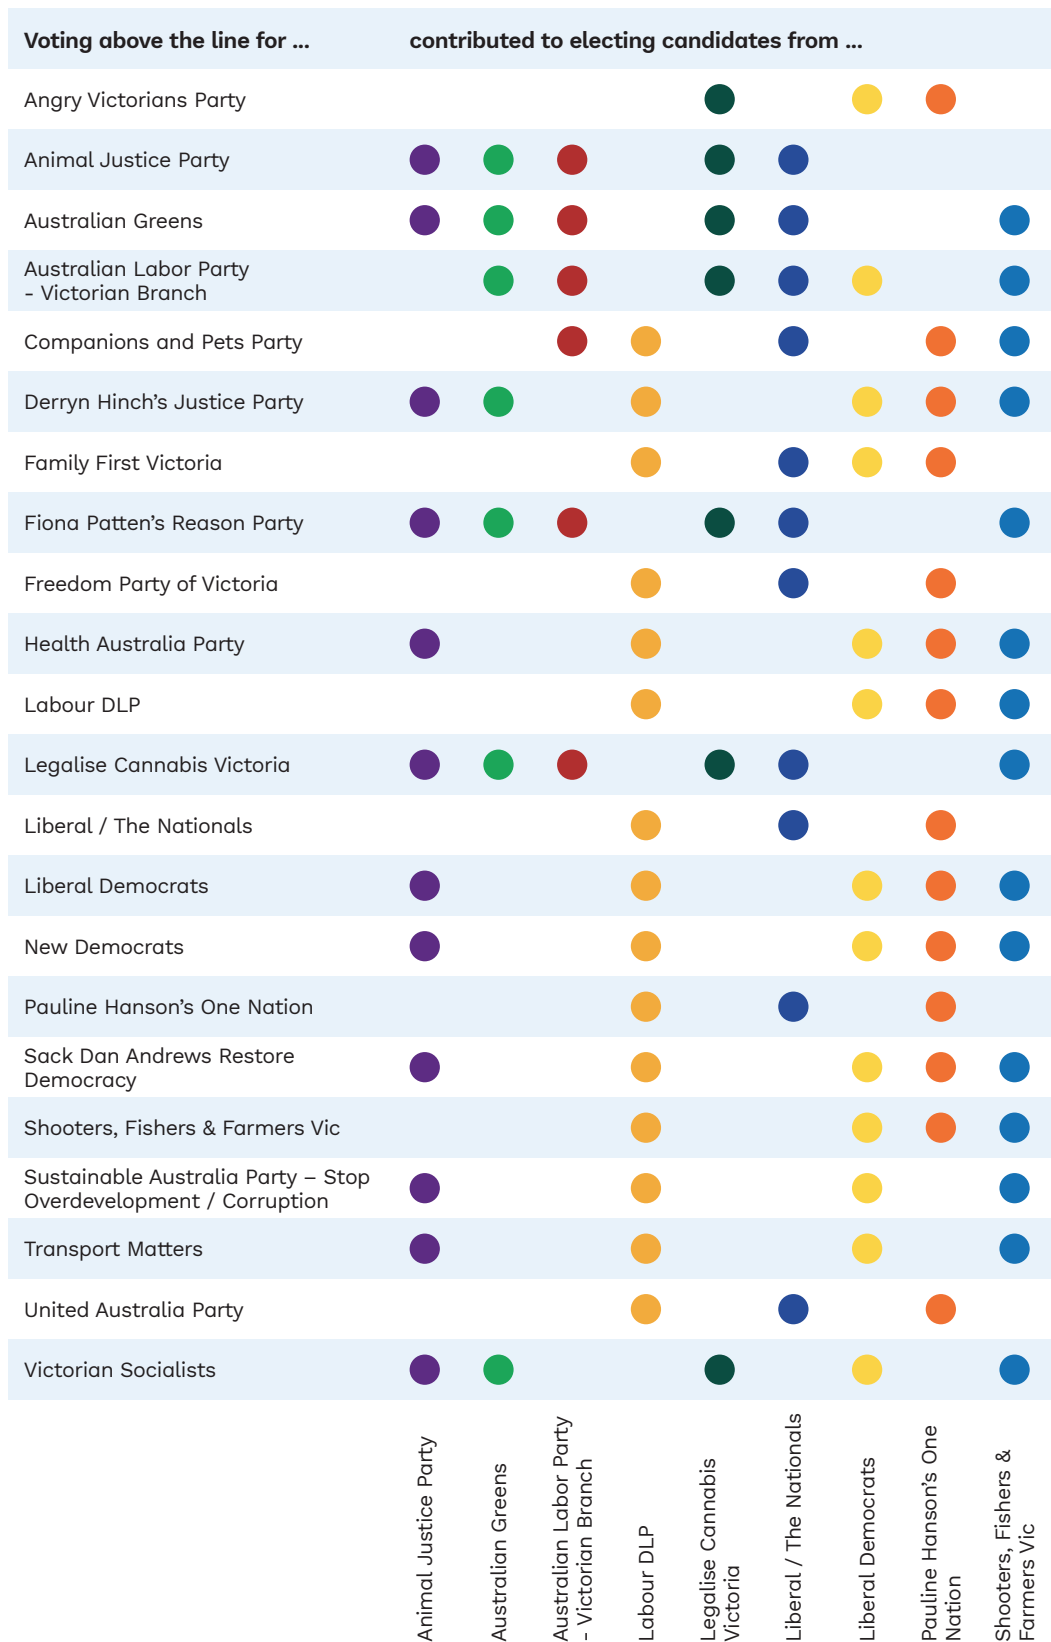 Voting above the line for ... contributed to electing candidates from ...
Angry Victorians Party
Animal Justice Party
Australian Greens
Australian Labor Party
- Victorian Branch
Companions and Pets Party
Derryn Hinch’s Justice Party
Family First Victoria
Fiona Patten’s Reason Party
Freedom Party of Victoria
Health Australia Party
Labour DLP
Legalise Cannabis Victoria
Liberal / The Nationals
Liberal Democrats
New Democrats
Pauline Hanson’s One Nation
Sack Dan Andrews Restore
Democracy
Shooters, Fishers & Farmers Vic
Sustainable Australia Party – Stop
Overdevelopment / Corruption
Transport Matters
United Australia Party
Victorian Socialists
Animal Justice Party
Australian Greens
Australian Labor Party
- Victorian Branch
Labour DLP
Legalise Cannabis
Victoria
Liberal / The Nationals
Liberal Democrats
Pauline Hanson’s One
Nation
Shooters, Fishers &
Farmers Vic